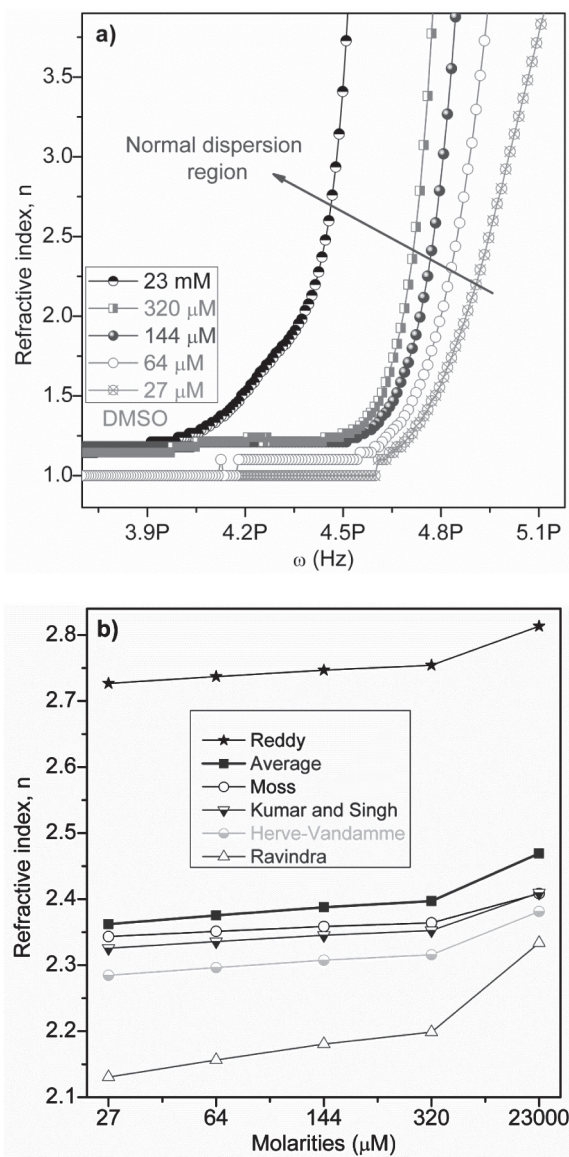 a)
3.5
3.0
2.5
2.0
1.5
1.0
Refractive index, n
Normal dispersion
region
23 mM
320 μM
144 μM
64 μM
27 μM
DMSO
3.9P 4.2P 4.5P 4.8P 5.1P
ω (Hz)
b)
2.8
2.7
2.6
2.5
2.4
2.3
2.2
2.1
Refractive index, n
Reddy
Average
Moss
Kumar and Singh
Herve-Vandamme
Ravindra
27 64 144 320 23000
Molarities (μM)